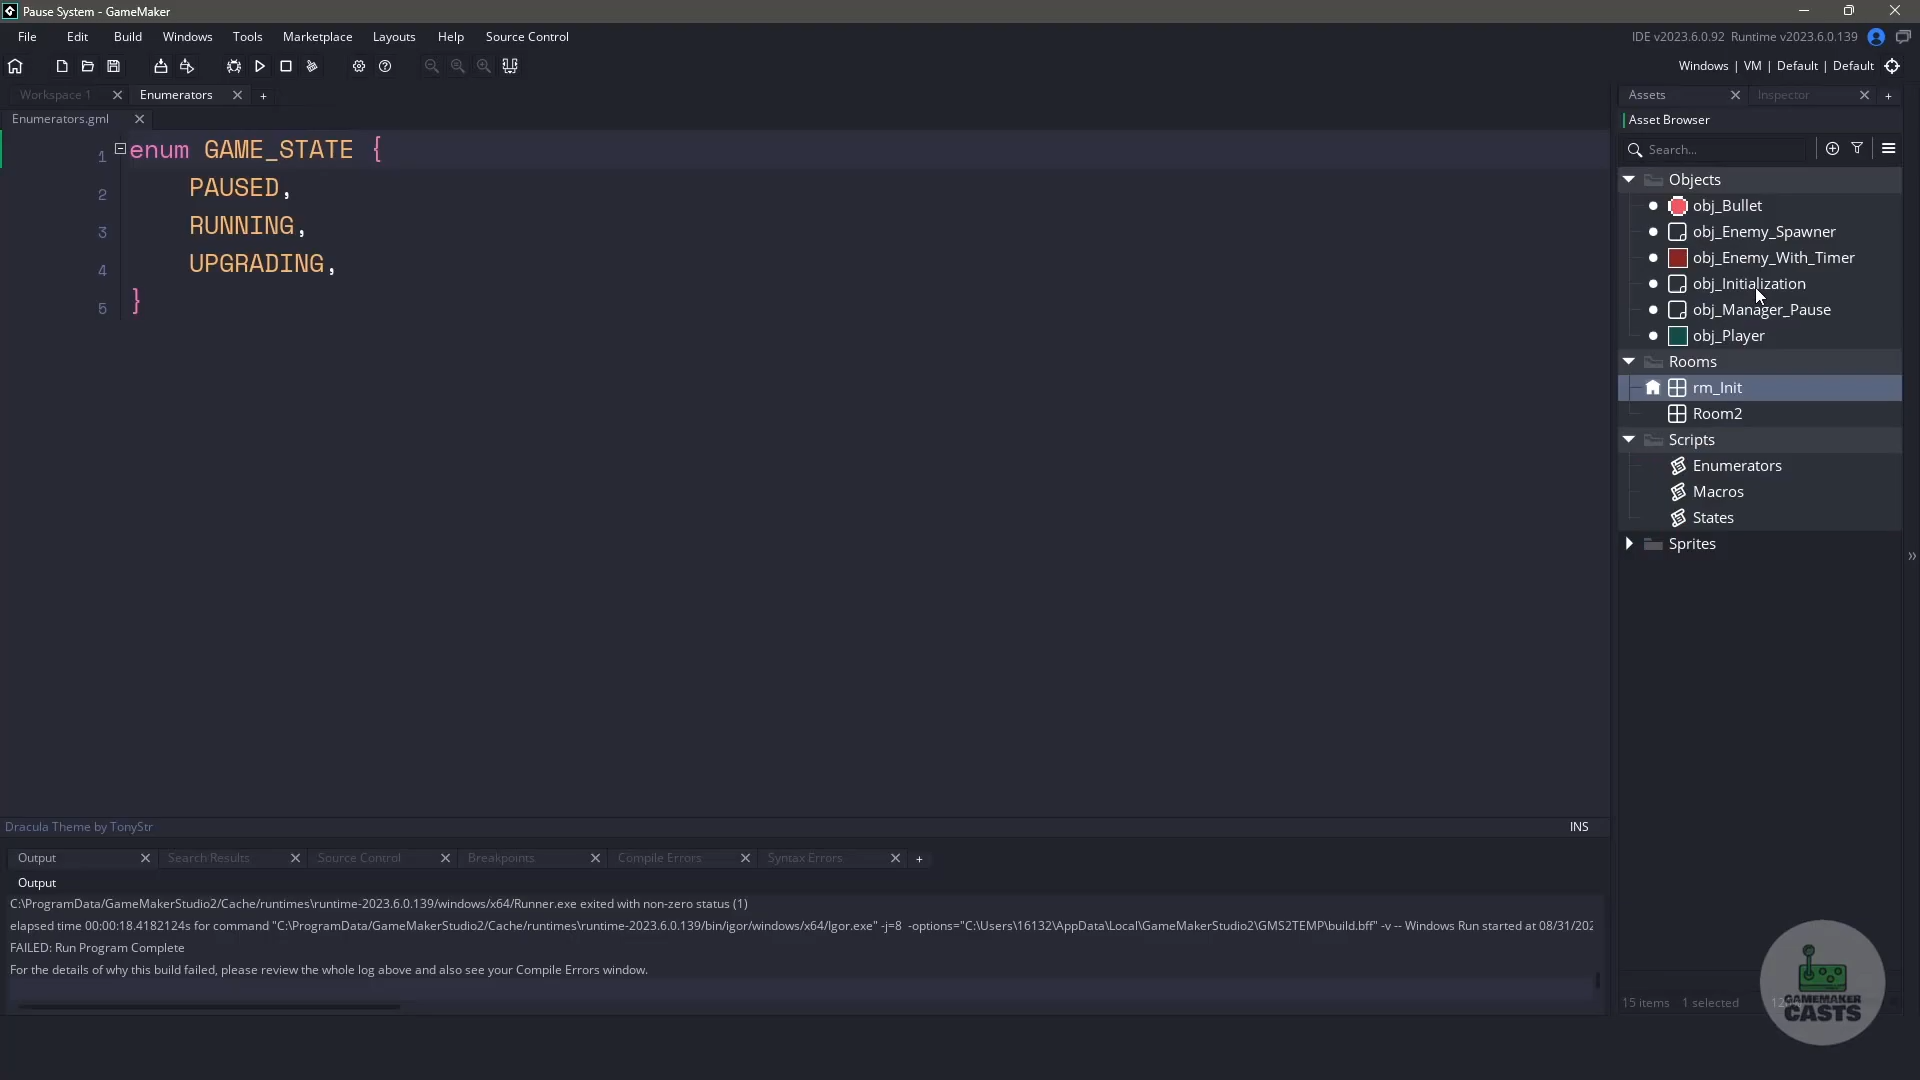 Pause System - GameMaker
File Edit Build Windows Tools Marketplace Layouts Help Source Control
IDE v2023.6.0.92 Runtime v2023.6.0.139
Windows | VM | Default | Default
Workspace 1
Enumerators
Enumerators.gml
1 enum GAME_STATE {
2 PAUSED,
3 RUNNING,
4 UPGRADING,
5 }
Assets
Inspector
Asset Browser
Search...
Objects
obj_Bullet
obj_Enemy_Spawner
obj_Enemy_With_Timer
obj_Initialization
obj_Manager_Pause
obj_Player
Rooms
rm_Init
Room2
Scripts
Enumerators
Macros
States
Sprites
Dracula Theme by TonyStr
INS
Output Search Results Source Control Breakpoints Compile Errors Syntax Errors
Output
C:\ProgramData/GameMakerStudio2/Cache/runtimes\runtime-2023.6.0.139/windows/x64/Runner.exe exited with non-zero status (1)
elapsed time 00:00:18.4182124s for command "C:\ProgramData/GameMakerStudio2/Cache/runtimes\runtime-2023.6.0.139/bin/igor/windows/x64/Igor.exe" -j=8 -options="C:\Users\16132\AppData\Local\GameMakerStudio2\GMS2TEMP\build.bff" -v -- Windows Run started at 08/31/202
FAILED: Run Program Complete
For the details of why this build failed, please review the whole log above and also see your Compile Errors window.
15 items 1 selected
GAMEMAKER
CASTS